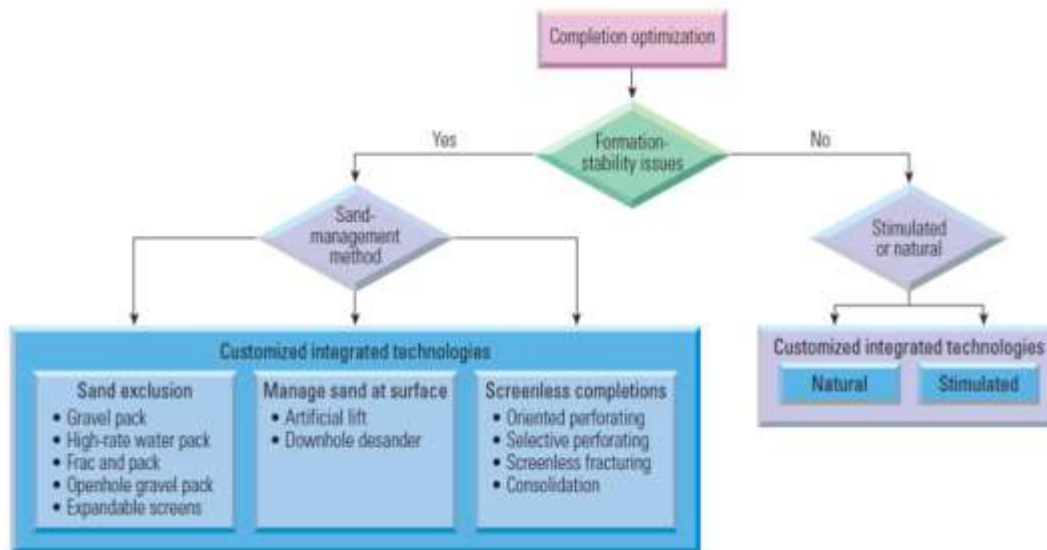 Completion optimization
Yes
Formation-
stability issues
No
Sand-
management
method
Stimulated
or natural
Customized integrated technologies
Sand exclusion
• Gravel pack
• High-rate water pack
• Frac and pack
• Openhole gravel pack
• Expandable screens
Manage sand at surface
• Artificial lift
• Downhole desander
Screenless completions
• Oriented perforating
• Selective perforating
• Screenless fracturing
• Consolidation
Customized integrated technologies
Natural
Stimulated